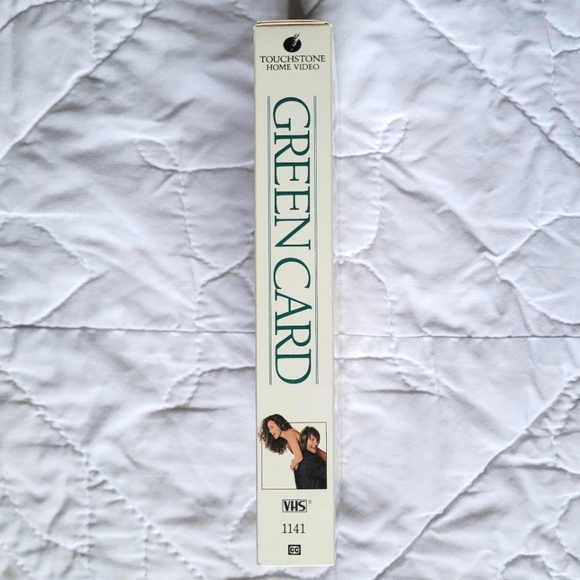 TOUCHSTONE
HOME VIDEO
GREEN CARD
VHS®
1141
CC